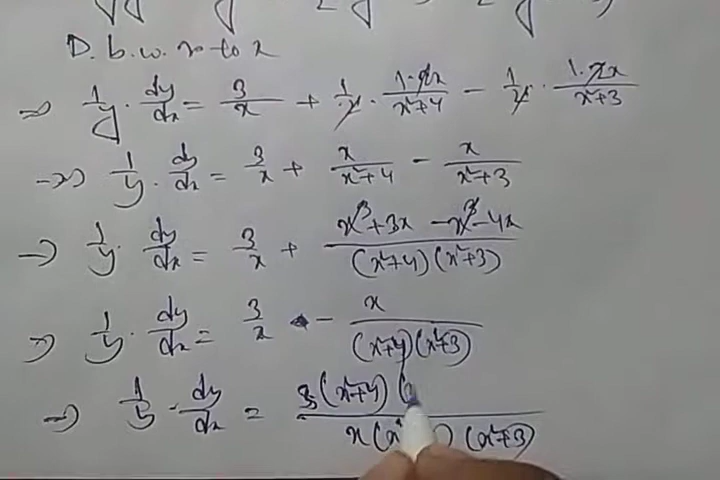 D. b. w. r to x
⇒ 1/y · dy/dx = 3/x + 1/2 · 1·2x/x²+4 − 1/2 · 1·2x/x²+3
⇒ 1/y · dy/dx = 3/x + x/x²+4 − x/x²+3
⇒ 1/y · dy/dx = 3/x + x³+3x −x³−4x/(x²+4)(x²+3)
⇒ 1/y · dy/dx = 3/x − x/(x²+4)(x²+3)
⇒ 1/y · dy/dx = 3(x²+4)( / x(x² ) (x²+3)